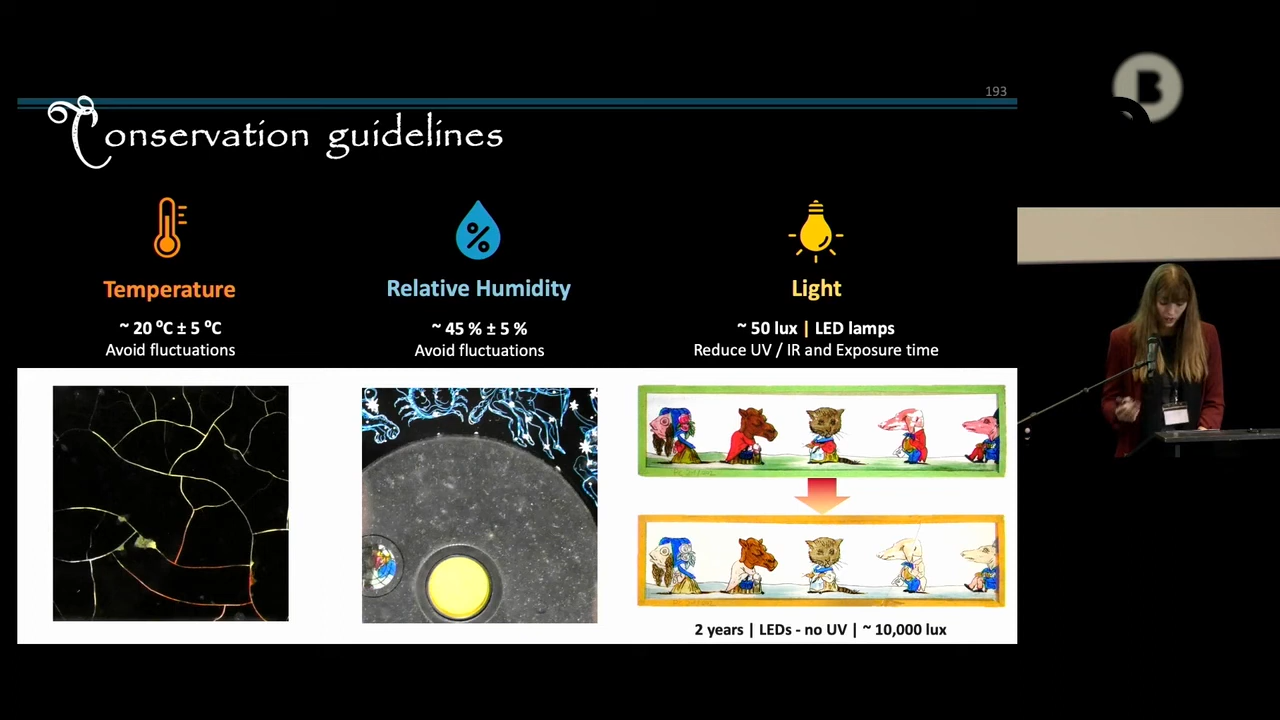 193
B
Conservation guidelines
Temperature
~ 20 ºC ± 5 ºC
Avoid fluctuations
Relative Humidity
~ 45 % ± 5 %
Avoid fluctuations
Light
~ 50 lux | LED lamps
Reduce UV / IR and Exposure time
2 years | LEDs - no UV | ~ 10,000 lux